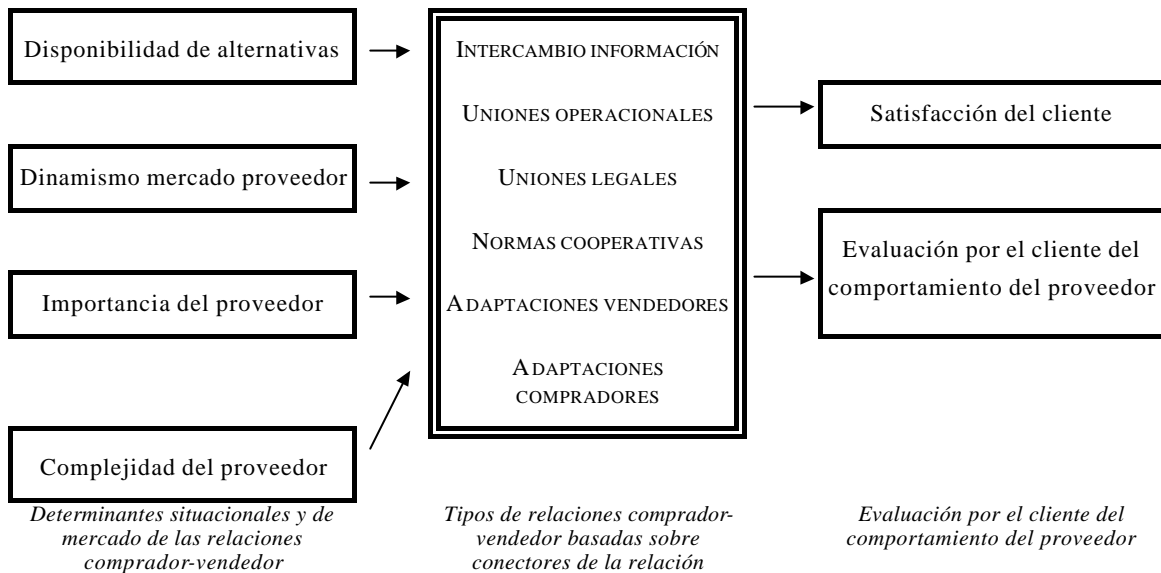 Disponibilidad de alternativas
Dinamismo mercado proveedor
Importancia del proveedor
Complejidad del proveedor
Determinantes situacionales y de
mercado de las relaciones
comprador-vendedor
INTERCAMBIO INFORMACIÓN
UNIONES OPERACIONALES
UNIONES LEGALES
NORMAS COOPERATIVAS
ADAPTACIONES VENDEDORES
ADAPTACIONES
COMPRADORES
Tipos de relaciones comprador-
vendedor basadas sobre
conectores de la relación
Satisfacción del cliente
Evaluación por el cliente del
comportamiento del proveedor
Evaluación por el cliente del
comportamiento del proveedor